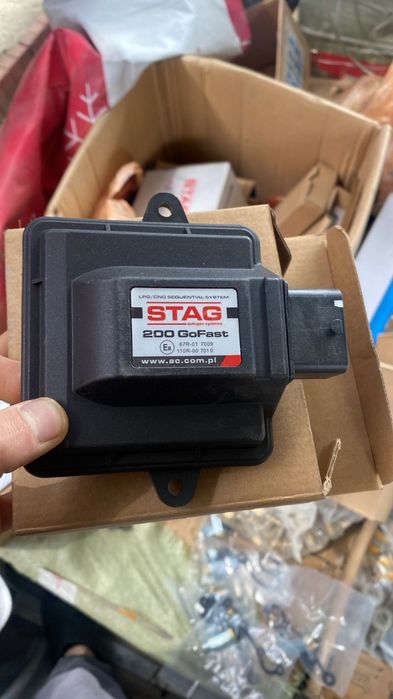 LPG/CNG SEQUENTIAL SYSTEM
STAG
autogas systems
200 GoFast
E8 67R-01 7009
110R-00 7010
www.ac.com.pl